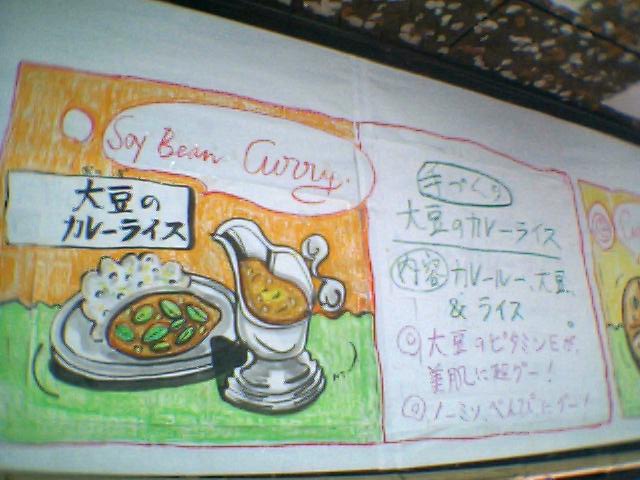 Soy Bean Curry.
大豆の
カレーライス
手づくり
大豆のカレーライス
内容 カレールー、大豆、
& ライス。
◎ 大豆のビタミンEが、
美肌に超グー!
◎ ノーミソ、べんぴにグー!